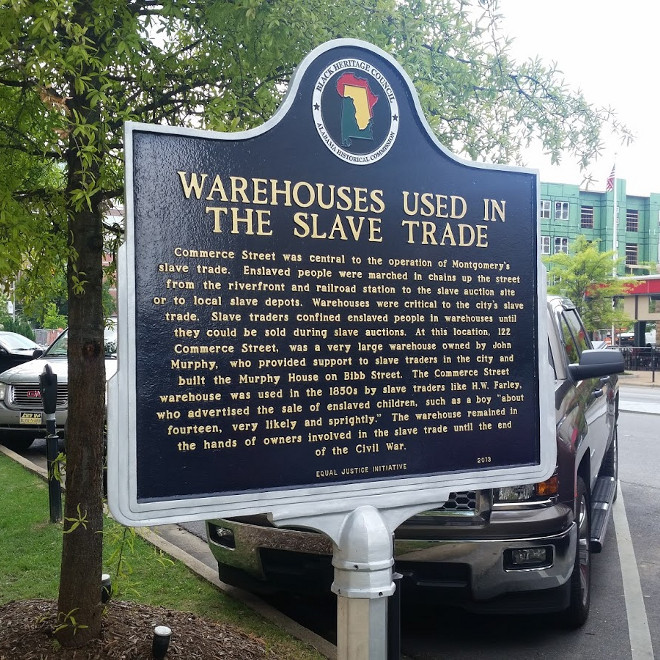 BLACK HERITAGE COUNCIL
ALABAMA HISTORICAL COMMISSION
WAREHOUSES USED IN
THE SLAVE TRADE
Commerce Street was central to the operation of Montgomery's
slave trade. Enslaved people were marched in chains up the street
from the riverfront and railroad station to the slave auction site
or to local slave depots. Warehouses were critical to the city's slave
trade. Slave traders confined enslaved people in warehouses until
they could be sold during slave auctions. At this location, 122
Commerce Street, was a very large warehouse owned by John
Murphy, who provided support to slave traders in the city and
built the Murphy House on Bibb Street. The Commerce Street
warehouse was used in the 1850s by slave traders like H.W. Farley,
who advertised the sale of enslaved children, such as a boy "about
fourteen, very likely and sprightly." The warehouse remained in
the hands of owners involved in the slave trade until the end
of the Civil War.
EQUAL JUSTICE INITIATIVE 2013